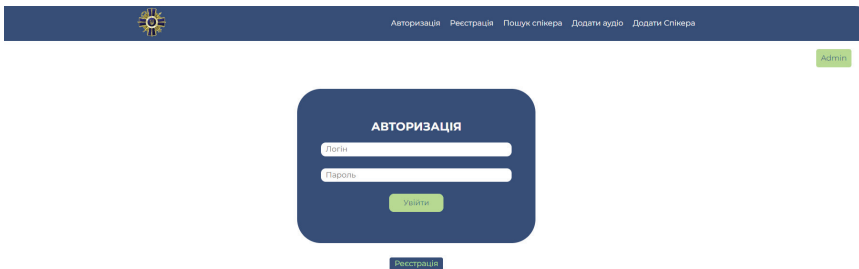 Авторизація Реєстрація Пошук спікера Додати аудіо Додати Спікера
Admin
АВТОРИЗАЦІЯ
Логін
Пароль
Увійти
Реєстрація